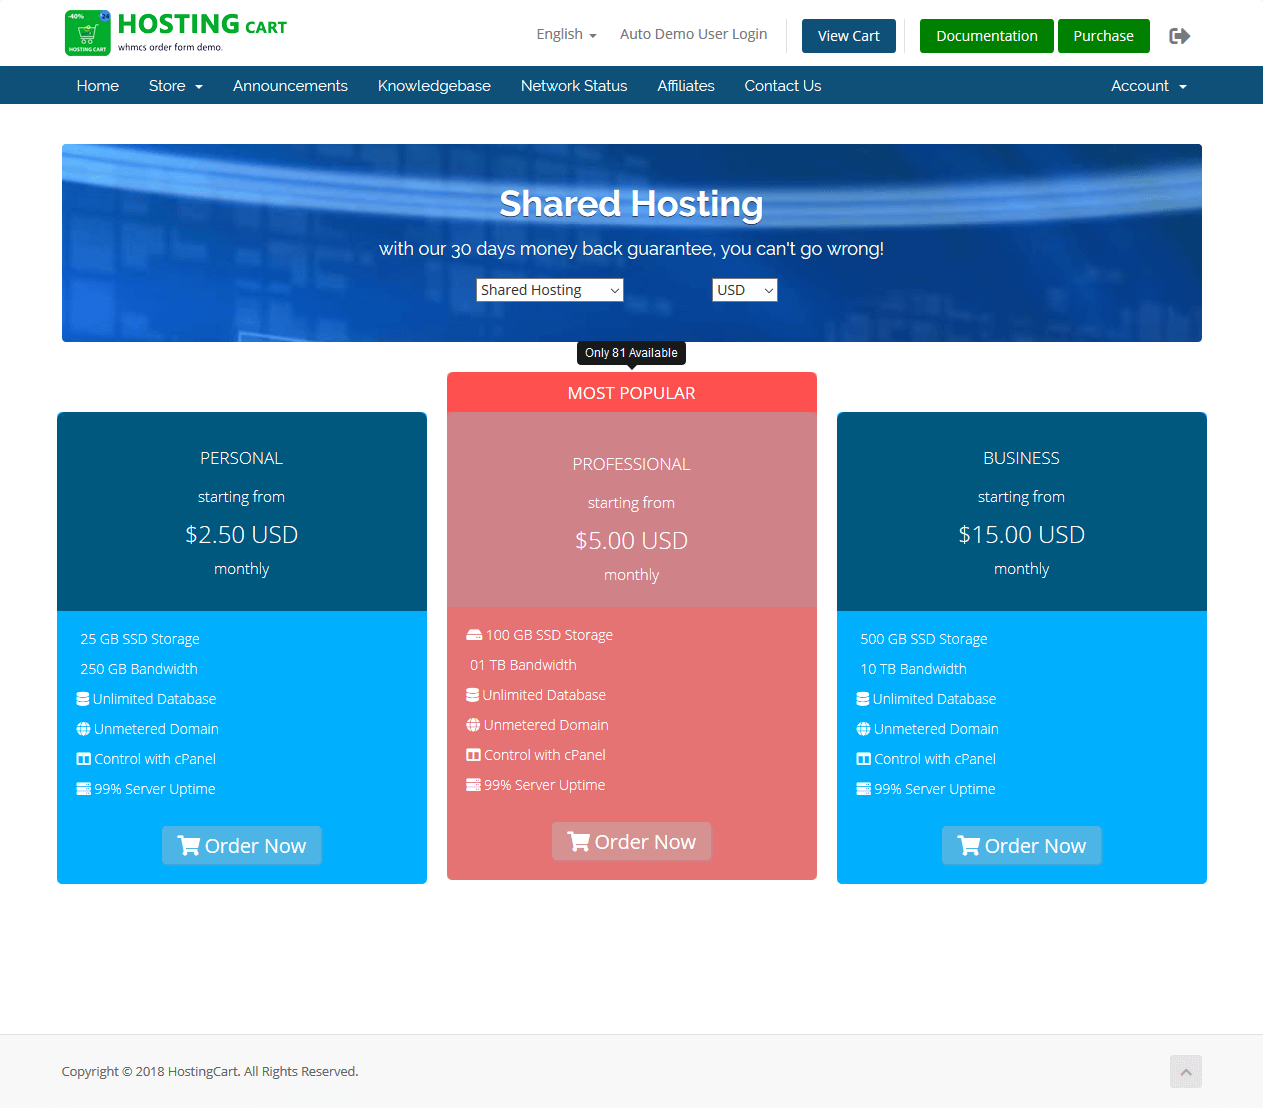 -40% 24
HOSTING CART
HOSTING CART
whmcs order form demo.
English Auto Demo User Login View Cart Documentation Purchase
Home Store Announcements Knowledgebase Network Status Affiliates Contact Us Account
Shared Hosting
with our 30 days money back guarantee, you can't go wrong!
Shared Hosting USD
Only 81 Available
MOST POPULAR
PERSONAL
starting from
$2.50 USD
monthly
25 GB SSD Storage
250 GB Bandwidth
Unlimited Database
Unmetered Domain
Control with cPanel
99% Server Uptime
Order Now
PROFESSIONAL
starting from
$5.00 USD
monthly
100 GB SSD Storage
01 TB Bandwidth
Unlimited Database
Unmetered Domain
Control with cPanel
99% Server Uptime
Order Now
BUSINESS
starting from
$15.00 USD
monthly
500 GB SSD Storage
10 TB Bandwidth
Unlimited Database
Unmetered Domain
Control with cPanel
99% Server Uptime
Order Now
Copyright © 2018 HostingCart. All Rights Reserved.